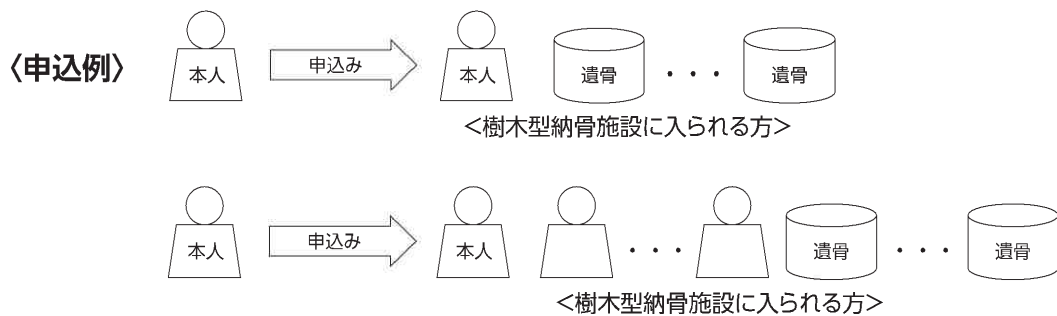 〈申込例〉
本人 申込み 本人 遺骨 ・・・ 遺骨
＜樹木型納骨施設に入られる方＞
本人 申込み 本人 ・・・ 遺骨 ・・・ 遺骨
＜樹木型納骨施設に入られる方＞